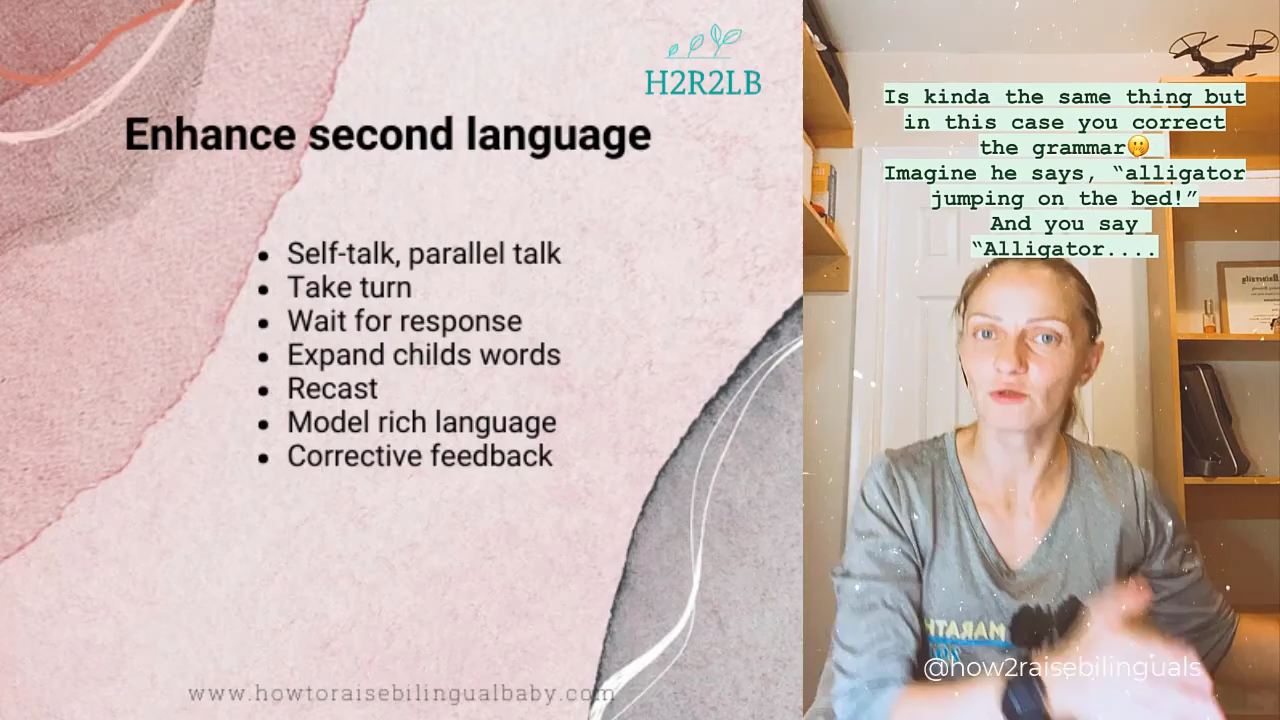 H2R2LB
Enhance second language
Self-talk, parallel talk
Take turn
Wait for response
Expand childs words
Recast
Model rich language
Corrective feedback
www.howtoraisebilingualbaby.com
Is kinda the same thing but
in this case you correct
the grammar🫢
Imagine he says, “alligator
jumping on the bed!”
And you say
“Alligator....
@how2raisebilinguals